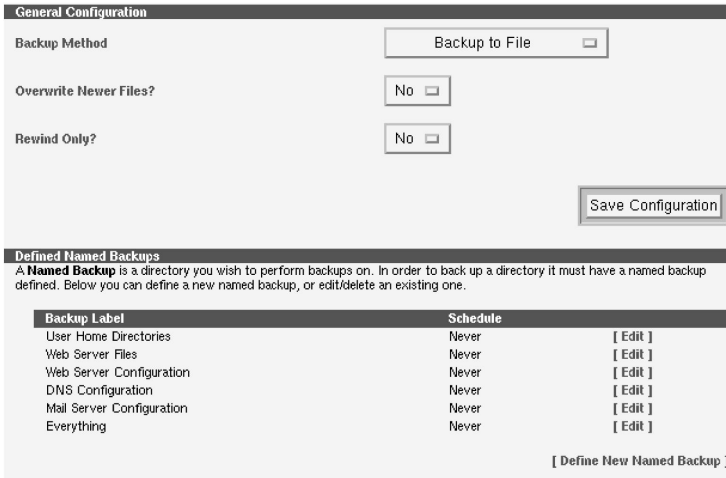 General Configuration
Backup Method Backup to File
Overwrite Newer Files? No
Rewind Only? No
Save Configuration
Defined Named Backups
A Named Backup is a directory you wish to perform backups on. In order to back up a directory it must have a named backup
defined. Below you can define a new named backup, or edit/delete an existing one.
Backup Label Schedule
User Home Directories Never [ Edit ]
Web Server Files Never [ Edit ]
Web Server Configuration Never [ Edit ]
DNS Configuration Never [ Edit ]
Mail Server Configuration Never [ Edit ]
Everything Never [ Edit ]
[ Define New Named Backup ]